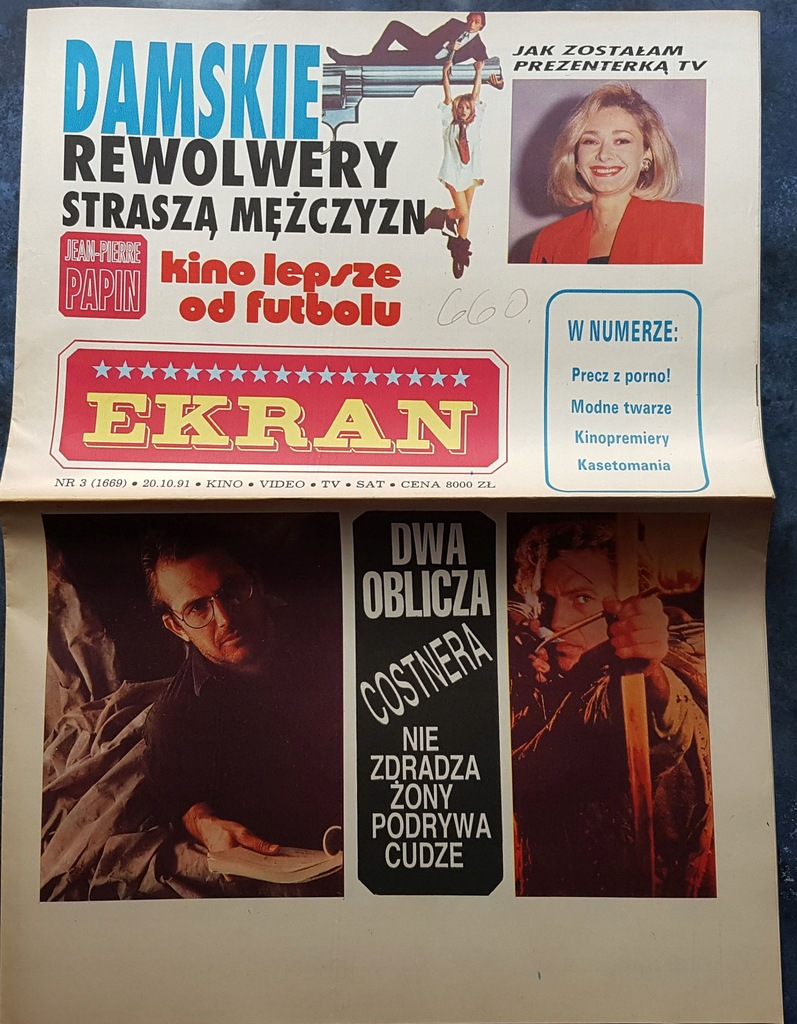 DAMSKIE
REWOLWERY
STRASZĄ MĘŻCZYZN
JAK ZOSTAŁAM
PREZENTERKĄ TV
JEAN-PIERRE
PAPIN
kino lepsze
od futbolu
660.
W NUMERZE:
Precz z porno!
Modne twarze
Kinopremiery
Kasetomania
EKRAN
NR 3 (1669) • 20.10.91 • KINO • VIDEO • TV • SAT • CENA 8000 ZŁ
DWA
OBLICZA
COSTNERA
NIE
ZDRADZA
ŻONY
PODRYWA
CUDZE